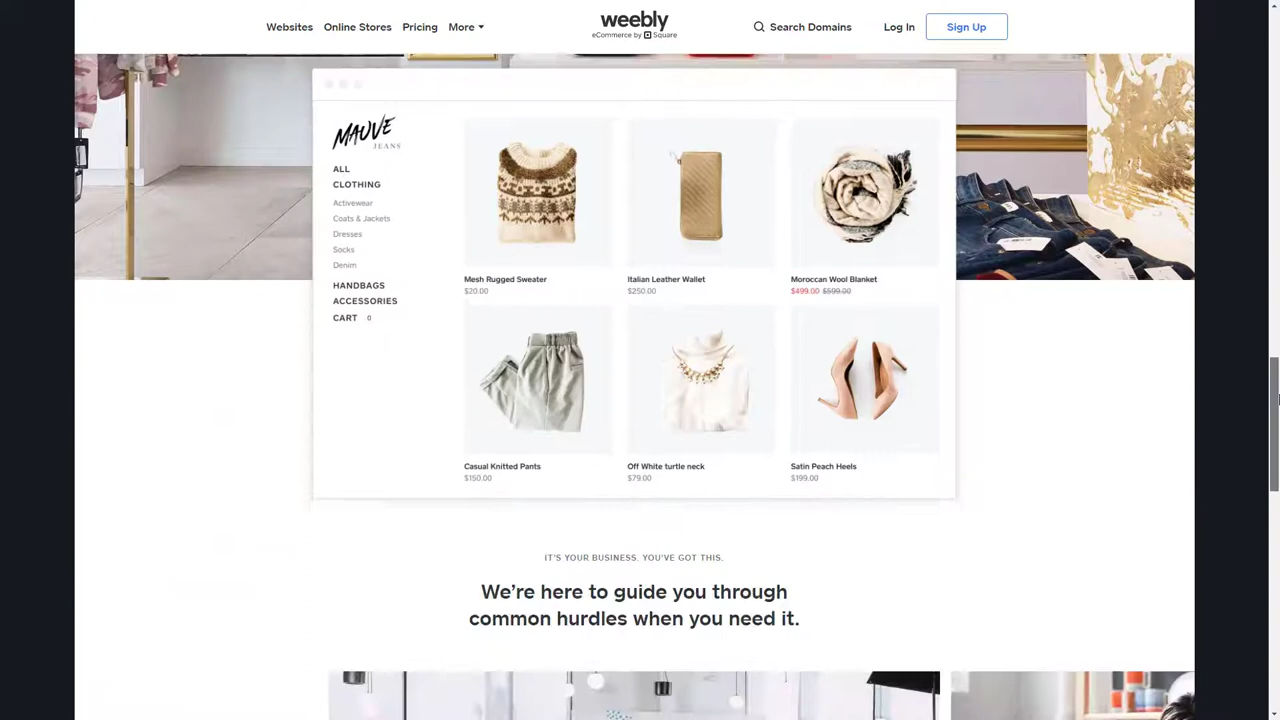 Websites
Online Stores
Pricing
More
weebly
eCommerce by Square
Search Domains
Log In
Sign Up
MAUVE
JEANS
ALL
CLOTHING
Activewear
Coats & Jackets
Dresses
Socks
Denim
HANDBAGS
ACCESSORIES
CART 0
Mesh Rugged Sweater
$20.00
Italian Leather Wallet
$250.00
Moroccan Wool Blanket
$499.00 $599.00
Casual Knitted Pants
$150.00
Off White turtle neck
$79.00
Satin Peach Heels
$199.00
IT'S YOUR BUSINESS. YOU'VE GOT THIS.
We’re here to guide you through
common hurdles when you need it.